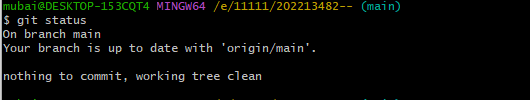 mubai@DESKTOP-153CQT4 MINGW64 /e/11111/202213482-- (main)
$ git status
On branch main
Your branch is up to date with 'origin/main'.
nothing to commit, working tree clean